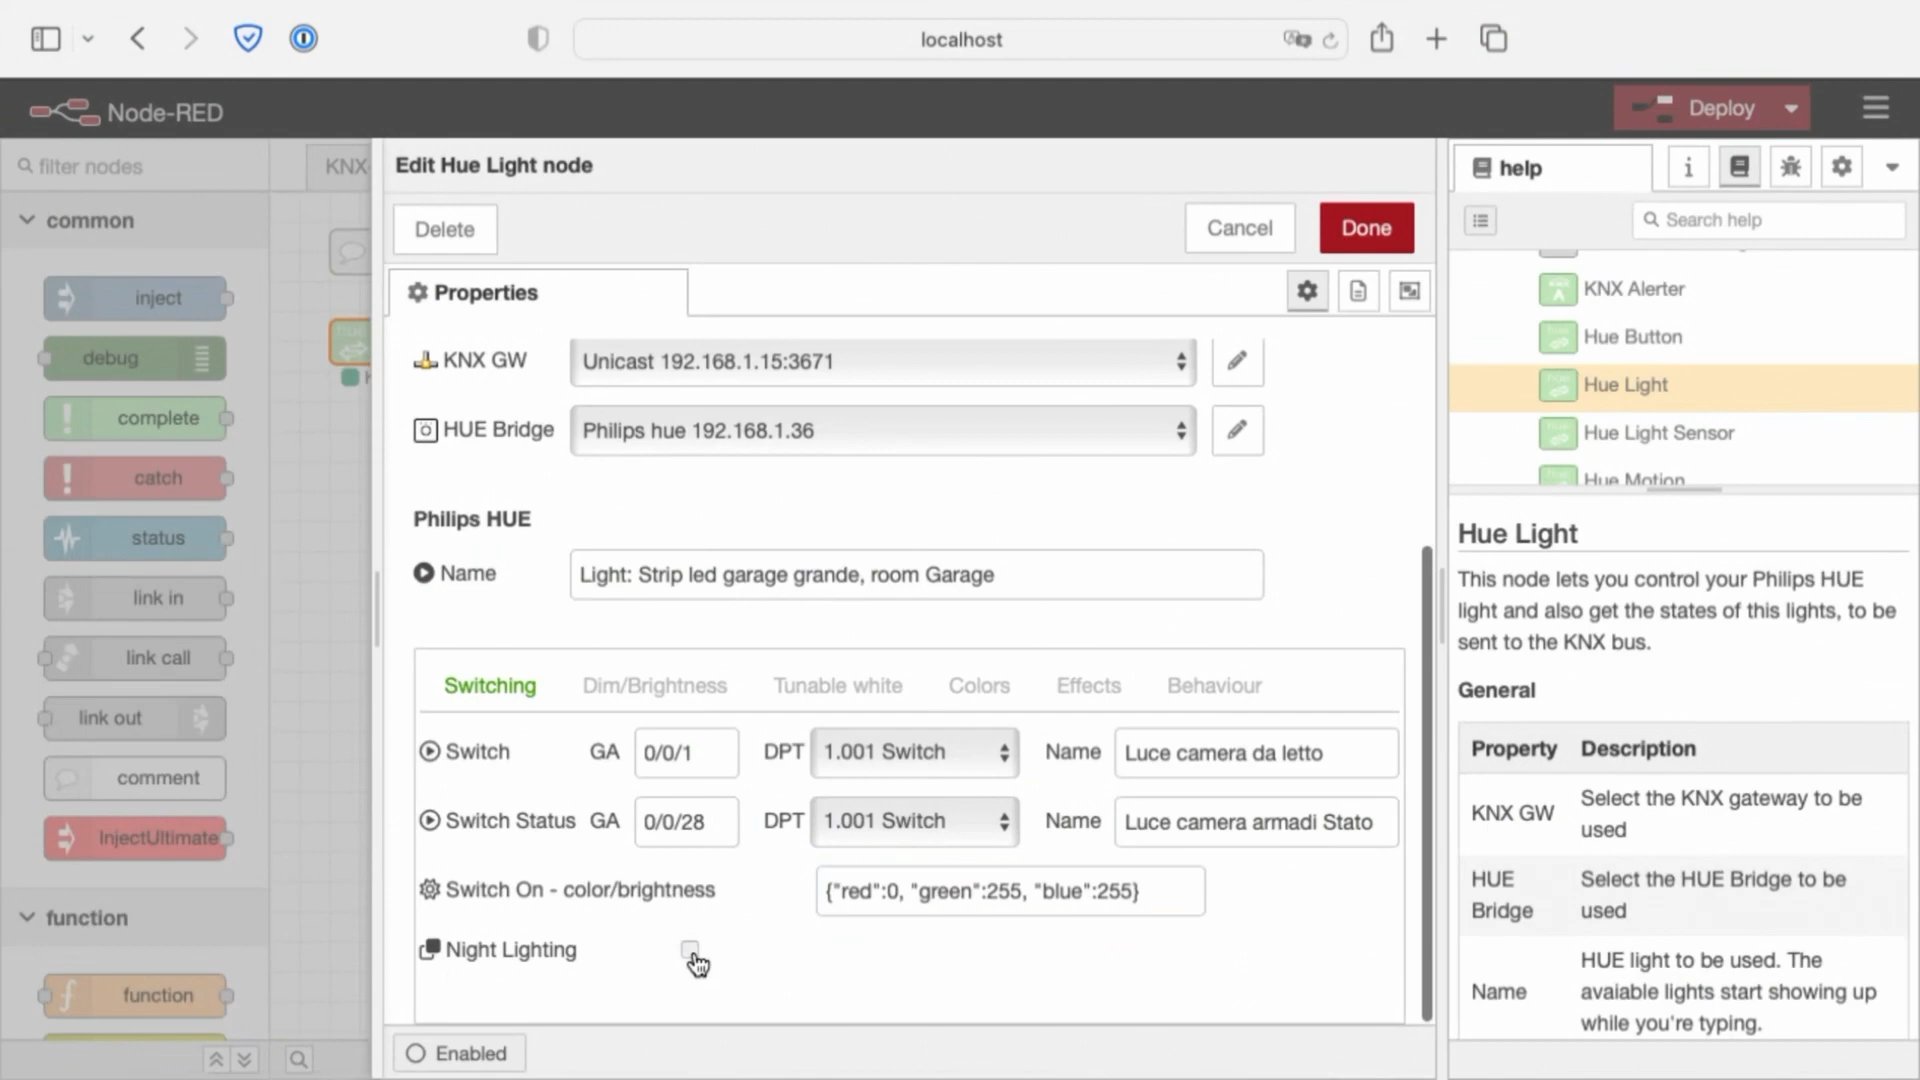 localhost
Node-RED
Deploy
filter nodes
KNX
Edit Hue Light node
help
Delete
Cancel
Done
Search help
common
Properties
inject
debug
complete
catch
status
link in
link call
link out
comment
InjectUltimate
function
function
KNX GW
Unicast 192.168.1.15:3671
HUE Bridge
Philips hue 192.168.1.36
Philips HUE
Name
Light: Strip led garage grande, room Garage
Switching
Dim/Brightness
Tunable white
Colors
Effects
Behaviour
Switch GA 0/0/1 DPT 1.001 Switch Name Luce camera da letto
Switch Status GA 0/0/28 DPT 1.001 Switch Name Luce camera armadi Stato
Switch On - color/brightness {"red":0, "green":255, "blue":255}
Night Lighting
Enabled
KNX Alerter
Hue Button
Hue Light
Hue Light Sensor
Hue Motion
Hue Light
This node lets you control your Philips HUE
light and also get the states of this lights, to be
sent to the KNX bus.
General
Property Description
KNX GW
Select the KNX gateway to be
used
HUE
Bridge
Select the HUE Bridge to be
used
Name
HUE light to be used. The
avaiable lights start showing up
while you're typing.